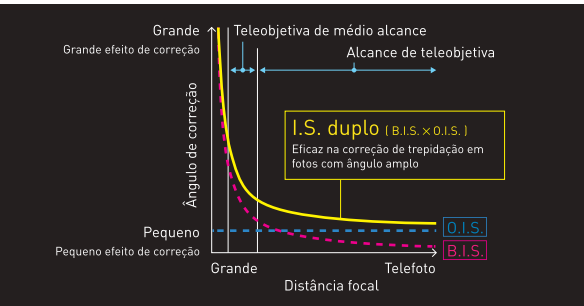 Grande
Teleobjetiva de médio alcance
Grande efeito de correção
Alcance de teleobjetiva
Ângulo de correção
I.S. duplo ( B.I.S. × O.I.S. )
Eficaz na correção de trepidação em
fotos com ângulo amplo
Pequeno
O.I.S.
Pequeno efeito de correção
B.I.S.
Grande
Telefoto
Distância focal